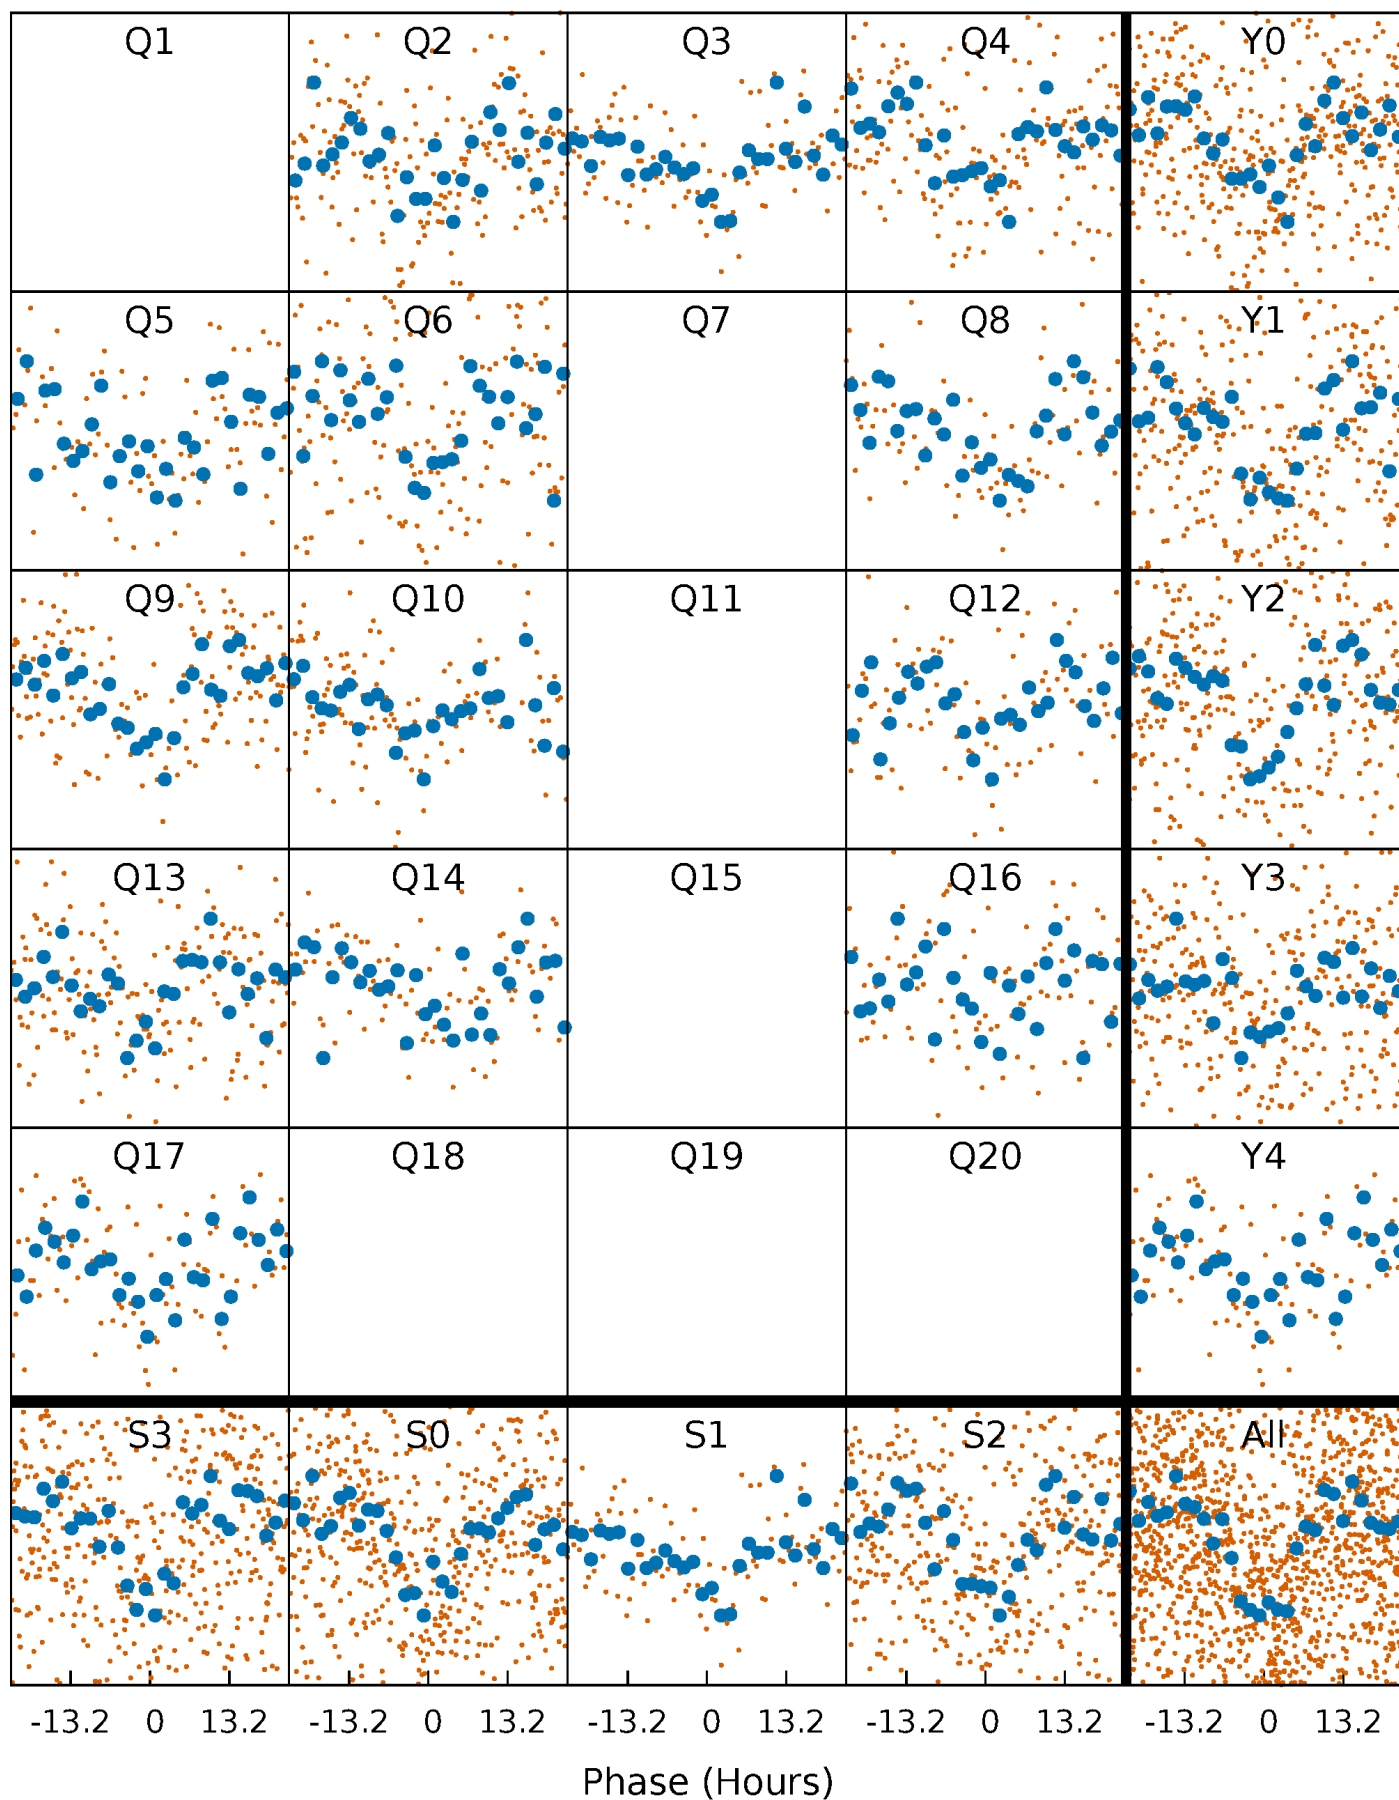 Q1 Q2 Q3 Q4 Y0
Q5 Q6 Q7 Q8 Y1
Q9 Q10 Q11 Q12 Y2
Q13 Q14 Q15 Q16 Y3
Q17 Q18 Q19 Q20 Y4
S3 S0 S1 S2 All
-13.2 0 13.2 -13.2 0 13.2 -13.2 0 13.2 -13.2 0 13.2 -13.2 0 13.2
Phase (Hours)